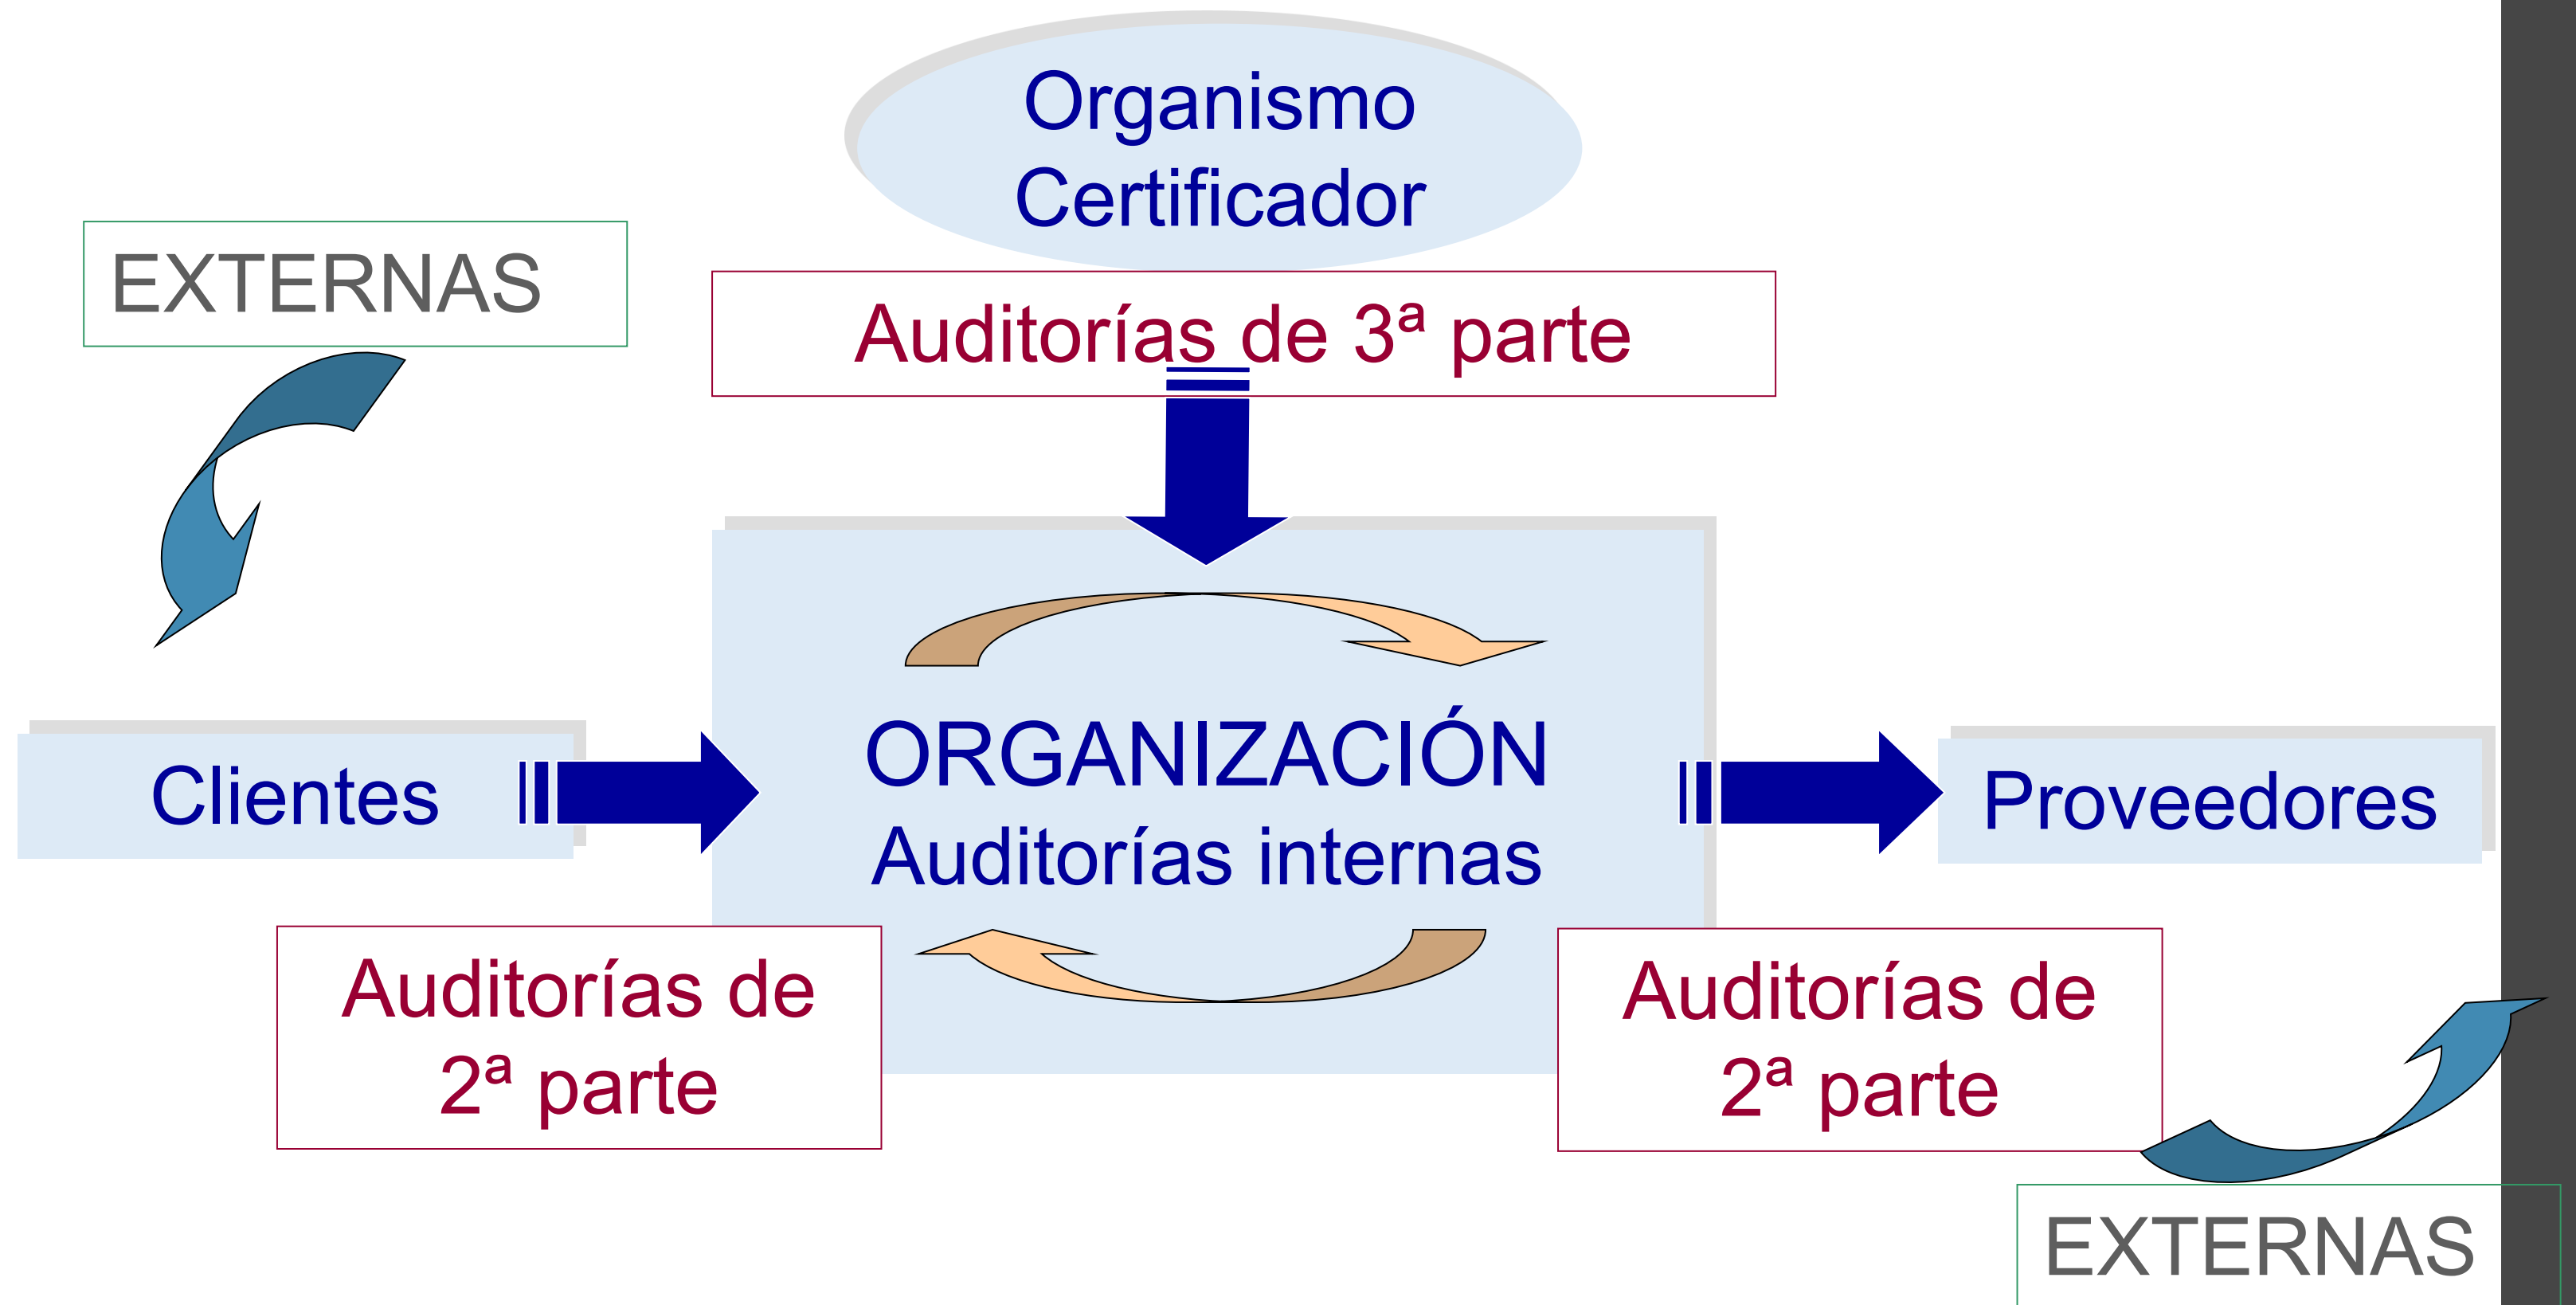 Organismo
Certificador
EXTERNAS
Auditorías de 3ª parte
ORGANIZACIÓN
Auditorías internas
Clientes
Proveedores
Auditorías de
2ª parte
Auditorías de
2ª parte
EXTERNAS